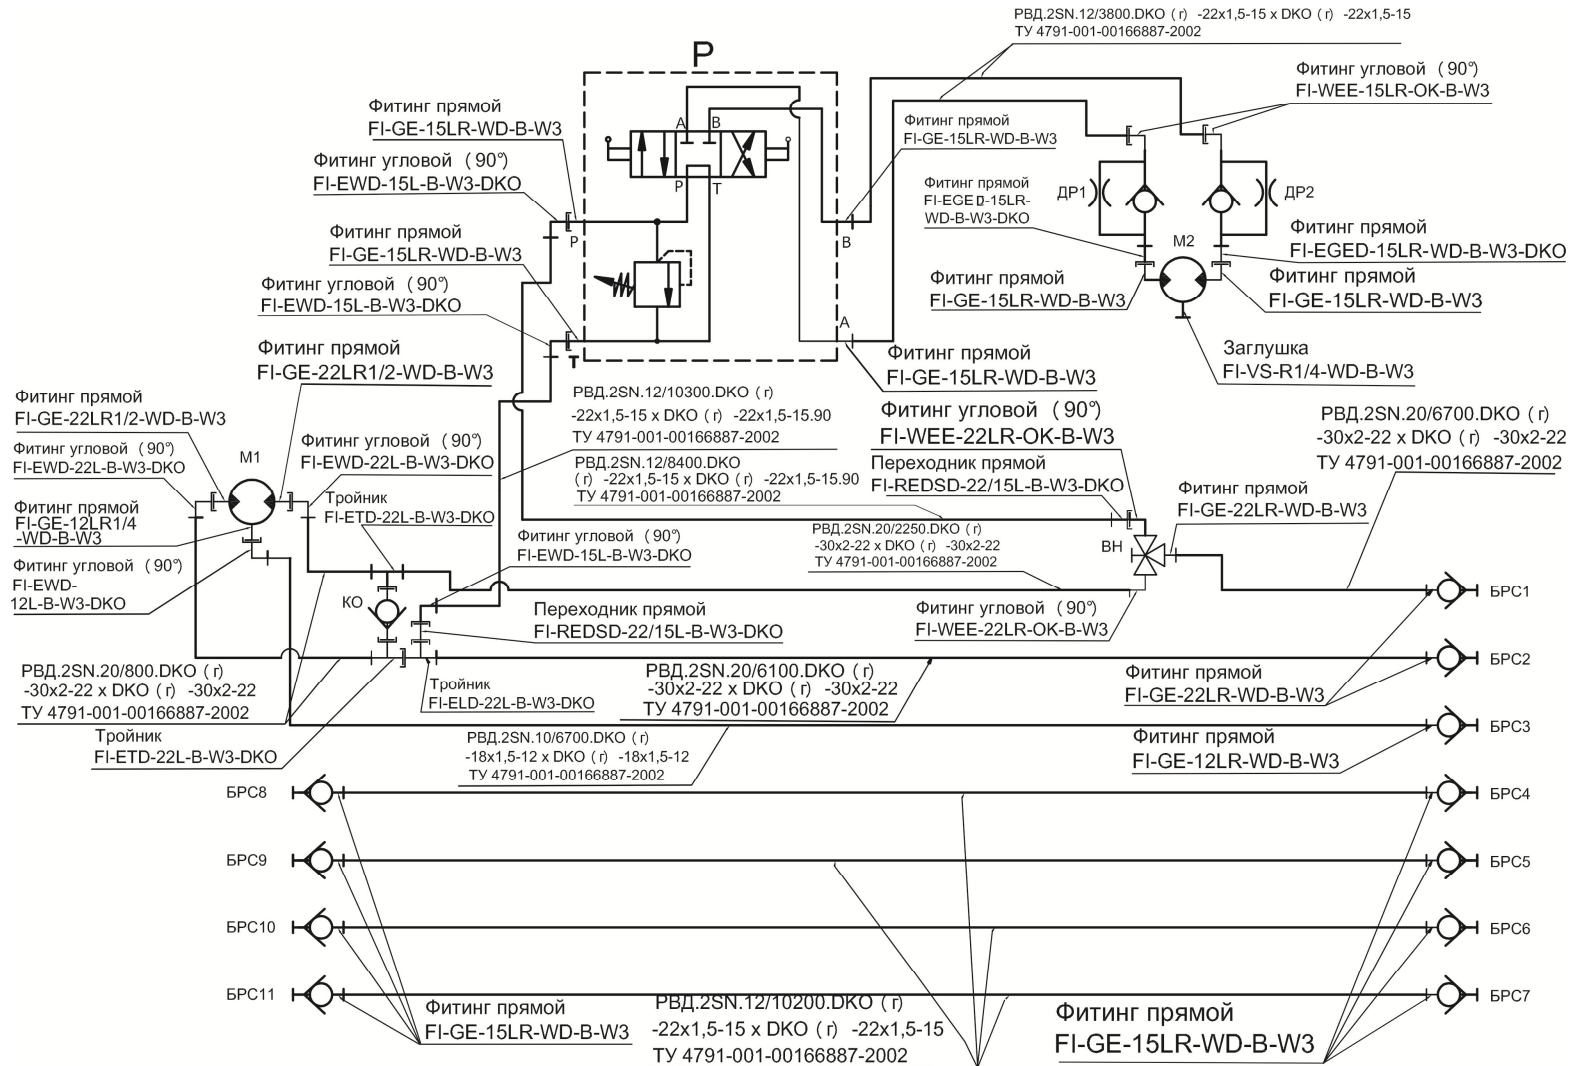 РВД.2SN.12/3800.DKO (г) -22x1,5-15 x DKO (г) -22x1,5-15
ТУ 4791-001-00166887-2002
P
Фитинг угловой (90°)
FI-WEE-15LR-OK-B-W3
Фитинг прямой
FI-GE-15LR-WD-B-W3
Фитинг прямой
FI-GE-15LR-WD-B-W3
A
B
P
T
Фитинг угловой (90°)
FI-EWD-15L-B-W3-DKO
Фитинг прямой
FI-EGED-15LR-
WD-B-W3-DKO
ДР1
ДР2
Фитинг прямой
FI-GE-15LR-WD-B-W3
P
B
M2
Фитинг прямой
FI-EGED-15LR-WD-B-W3-DKO
Фитинг угловой (90°)
FI-EWD-15L-B-W3-DKO
Фитинг прямой
FI-GE-15LR-WD-B-W3
Фитинг прямой
FI-GE-15LR-WD-B-W3
A
T
Фитинг прямой
FI-GE-22LR1/2-WD-B-W3
Фитинг прямой
FI-GE-15LR-WD-B-W3
Заглушка
FI-VS-R1/4-WD-B-W3
Фитинг прямой
FI-GE-22LR1/2-WD-B-W3
РВД.2SN.12/10300.DKO (г)
-22x1,5-15 x DKO (г) -22x1,5-15.90
ТУ 4791-001-00166887-2002
Фитинг угловой (90°)
FI-WEE-22LR-OK-B-W3
РВД.2SN.20/6700.DKO (г)
-30x2-22 x DKO (г) -30x2-22
ТУ 4791-001-00166887-2002
Фитинг угловой (90°)
FI-EWD-22L-B-W3-DKO
M1
Фитинг угловой (90°)
FI-EWD-22L-B-W3-DKO
РВД.2SN.12/8400.DKO
(г) -22x1,5-15 x DKO (г) -22x1,5-15.90
ТУ 4791-001-00166887-2002
Переходник прямой
FI-REDSD-22/15L-B-W3-DKO
Фитинг прямой
FI-GE-22LR-WD-B-W3
Фитинг прямой
FI-GE-12LR1/4
-WD-B-W3
Тройник
FI-ETD-22L-B-W3-DKO
Фитинг угловой (90°)
FI-EWD-15L-B-W3-DKO
РВД.2SN.20/2250.DKO (г)
-30x2-22 x DKO (г) -30x2-22
ТУ 4791-001-00166887-2002
ВН
Фитинг угловой (90°)
FI-EWD-
12L-B-W3-DKO
КО
Переходник прямой
FI-REDSD-22/15L-B-W3-DKO
Фитинг угловой (90°)
FI-WEE-22LR-OK-B-W3
БРС1
РВД.2SN.20/800.DKO (г)
-30x2-22 x DKO (г) -30x2-22
ТУ 4791-001-00166887-2002
Тройник
FI-ELD-22L-B-W3-DKO
РВД.2SN.20/6100.DKO (г)
-30x2-22 x DKO (г) -30x2-22
ТУ 4791-001-00166887-2002
Фитинг прямой
FI-GE-22LR-WD-B-W3
БРС2
Тройник
FI-ETD-22L-B-W3-DKO
РВД.2SN.10/6700.DKO (г)
-18x1,5-12 x DKO (г) -18x1,5-12
ТУ 4791-001-00166887-2002
Фитинг прямой
FI-GE-12LR-WD-B-W3
БРС3
БРС8
БРС4
БРС9
БРС5
БРС10
БРС6
БРС11
БРС7
Фитинг прямой
FI-GE-15LR-WD-B-W3
РВД.2SN.12/10200.DKO (г)
-22x1,5-15 x DKO (г) -22x1,5-15
ТУ 4791-001-00166887-2002
Фитинг прямой
FI-GE-15LR-WD-B-W3